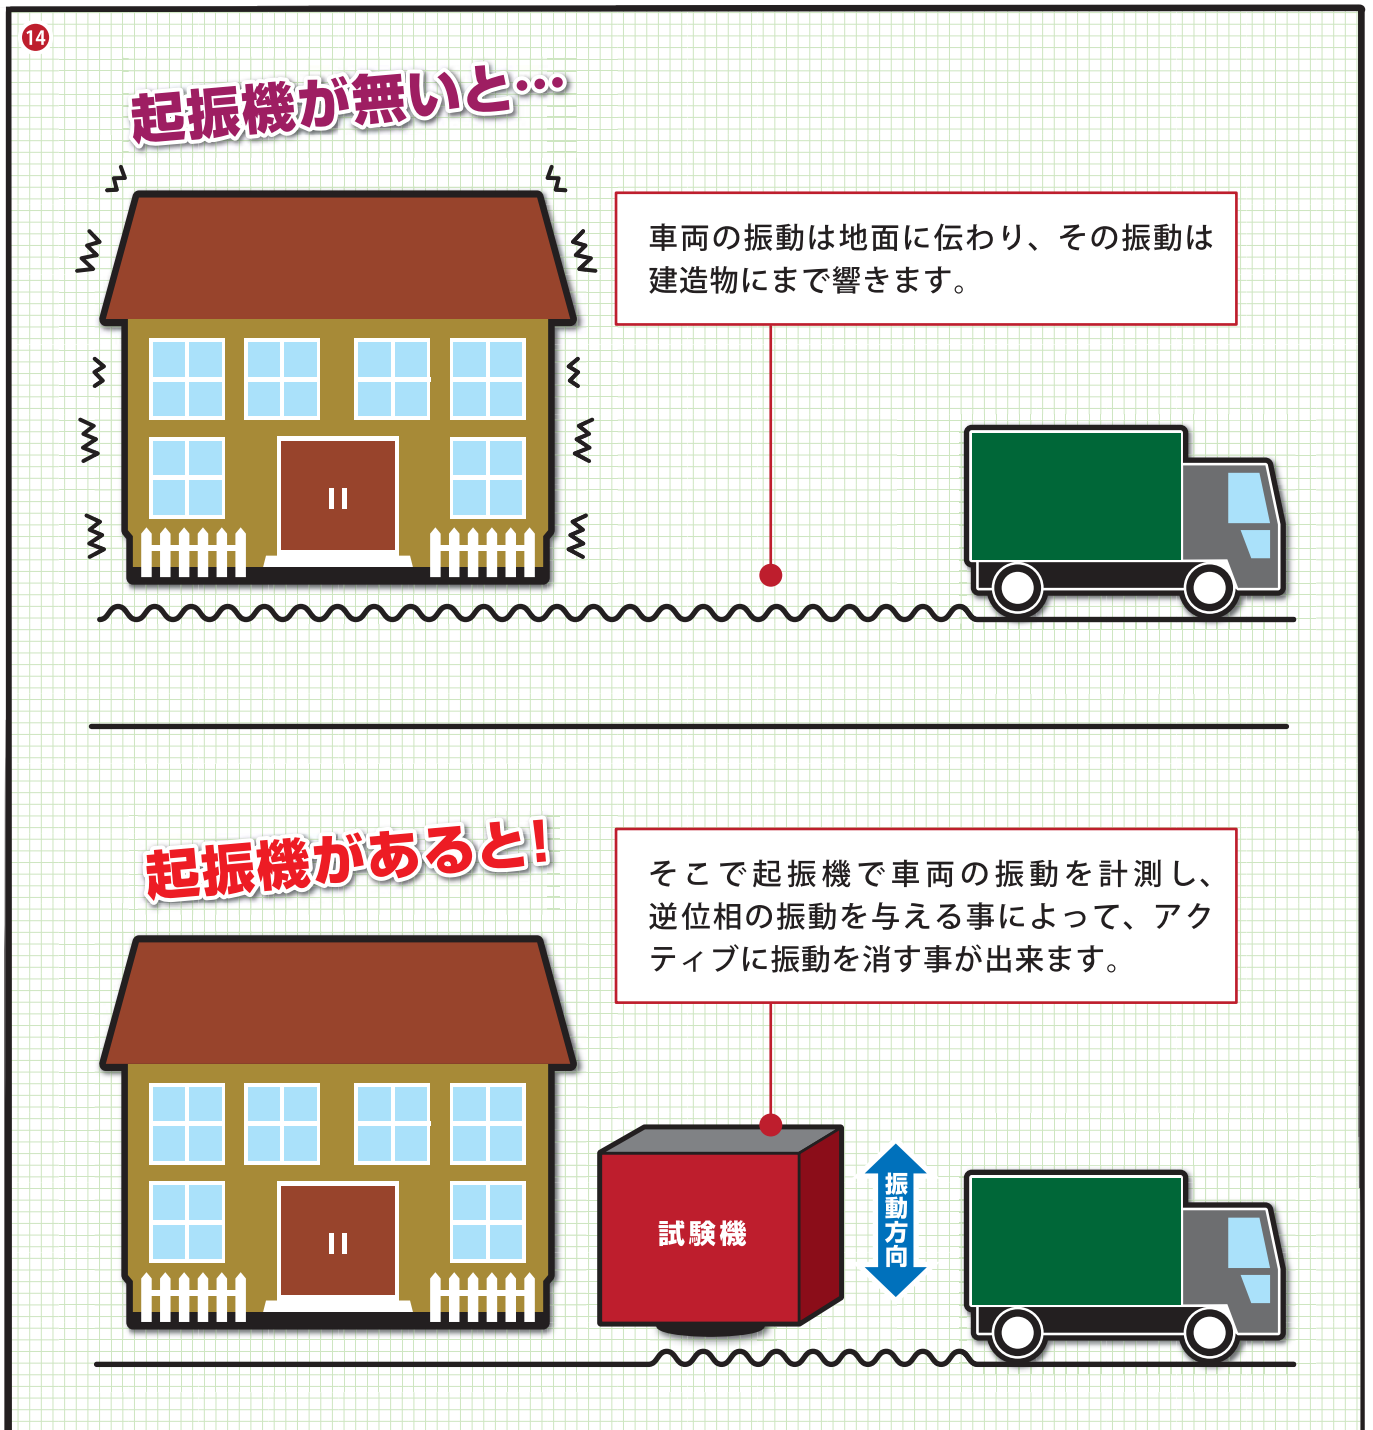 14
起振機が無いと…
車両の振動は地面に伝わり、その振動は
建造物にまで響きます。
起振機があると!
そこで起振機で車両の振動を計測し、
逆位相の振動を与える事によって、アク
ティブに振動を消す事が出来ます。
試験機
振動方向